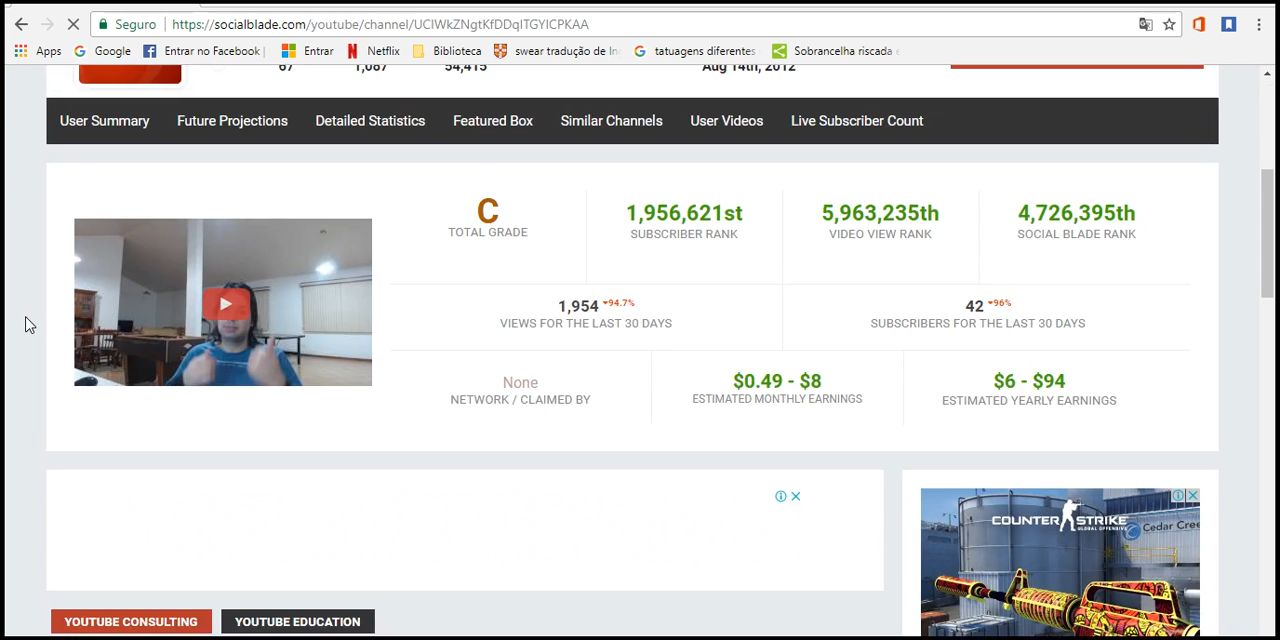 Seguro | https://socialblade.com/youtube/channel/UCIWkZNgtKfDDqITGYICPKAA
Apps Google Entrar no Facebook | Entrar Netflix Biblioteca swear tradução de In tatuagens diferentes Sobrancelha riscada e
67 1,087 54,415 Aug 14th, 2012
User Summary Future Projections Detailed Statistics Featured Box Similar Channels User Videos Live Subscriber Count
C 1,956,621st 5,963,235th 4,726,395th
TOTAL GRADE SUBSCRIBER RANK VIDEO VIEW RANK SOCIAL BLADE RANK
1,954 94.7% 42 96%
VIEWS FOR THE LAST 30 DAYS SUBSCRIBERS FOR THE LAST 30 DAYS
None $0.49 - $8 $6 - $94
NETWORK / CLAIMED BY ESTIMATED MONTHLY EARNINGS ESTIMATED YEARLY EARNINGS
COUNTER STRIKE
GLOBAL OFFENSIVE
Cedar Cree
YOUTUBE CONSULTING YOUTUBE EDUCATION